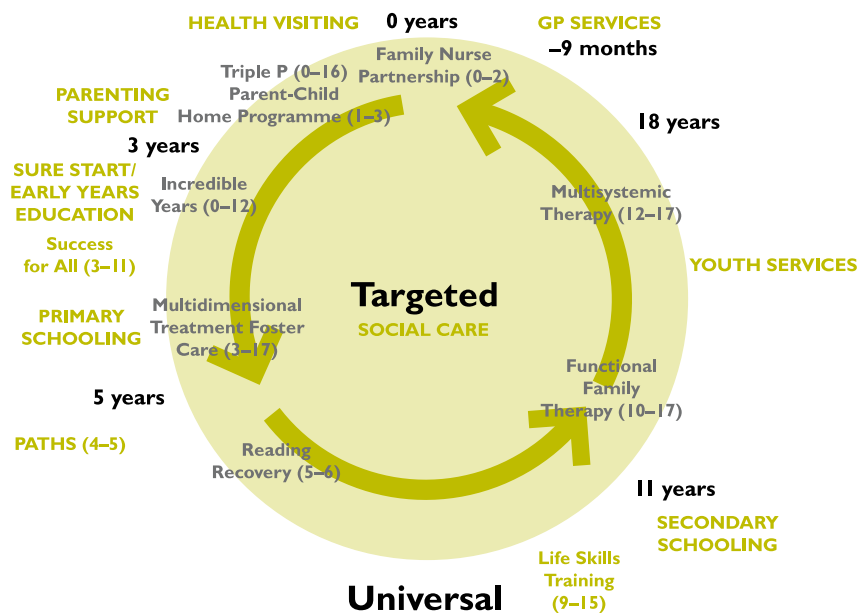 HEALTH VISITING
0 years
GP SERVICES
–9 months
Family Nurse
Partnership (0–2)
Triple P (0–16)
Parent-Child
Home Programme (1–3)
PARENTING
SUPPORT
18 years
3 years
SURE START/
EARLY YEARS
EDUCATION
Incredible
Years (0–12)
Multisystemic
Therapy (12–17)
Success
for All (3–11)
YOUTH SERVICES
Targeted
SOCIAL CARE
PRIMARY
SCHOOLING
Multidimensional
Treatment Foster
Care (3–17)
Functional
Family
Therapy (10–17)
5 years
PATHS (4–5)
Reading
Recovery (5–6)
11 years
SECONDARY
SCHOOLING
Life Skills
Training
(9–15)
Universal